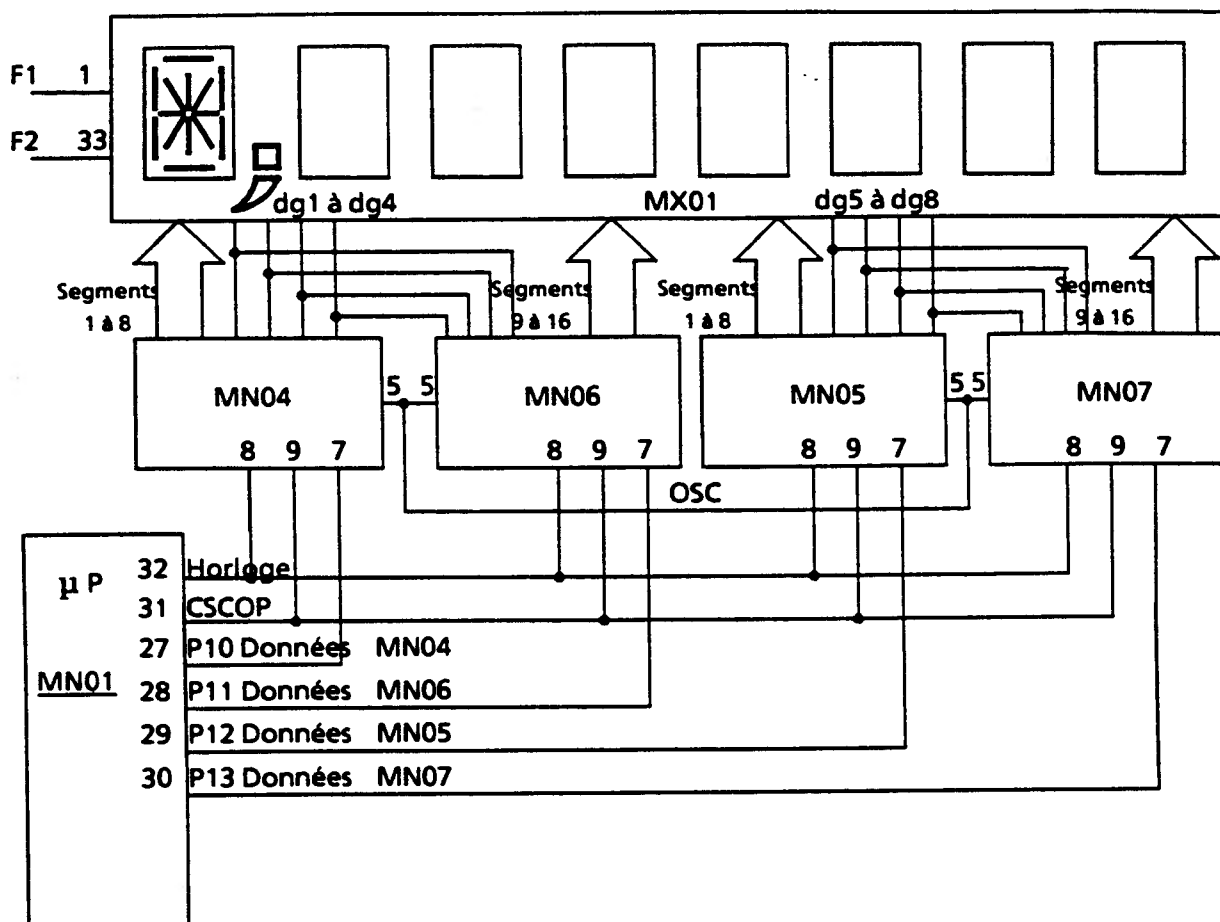 F1 1
F2 33
dg1 à dg4
MX01
dg5 à dg8
Segments
1 à 8
Segments
9 à 16
Segments
1 à 8
Segments
9 à 16
MN04
5 5
MN06
MN05
5 5
MN07
8 9 7
8 9 7
8 9 7
8 9 7
OSC
µ P
MN01
32 Horloge
31 CSCOP
27 P10 Données MN04
28 P11 Données MN06
29 P12 Données MN05
30 P13 Données MN07